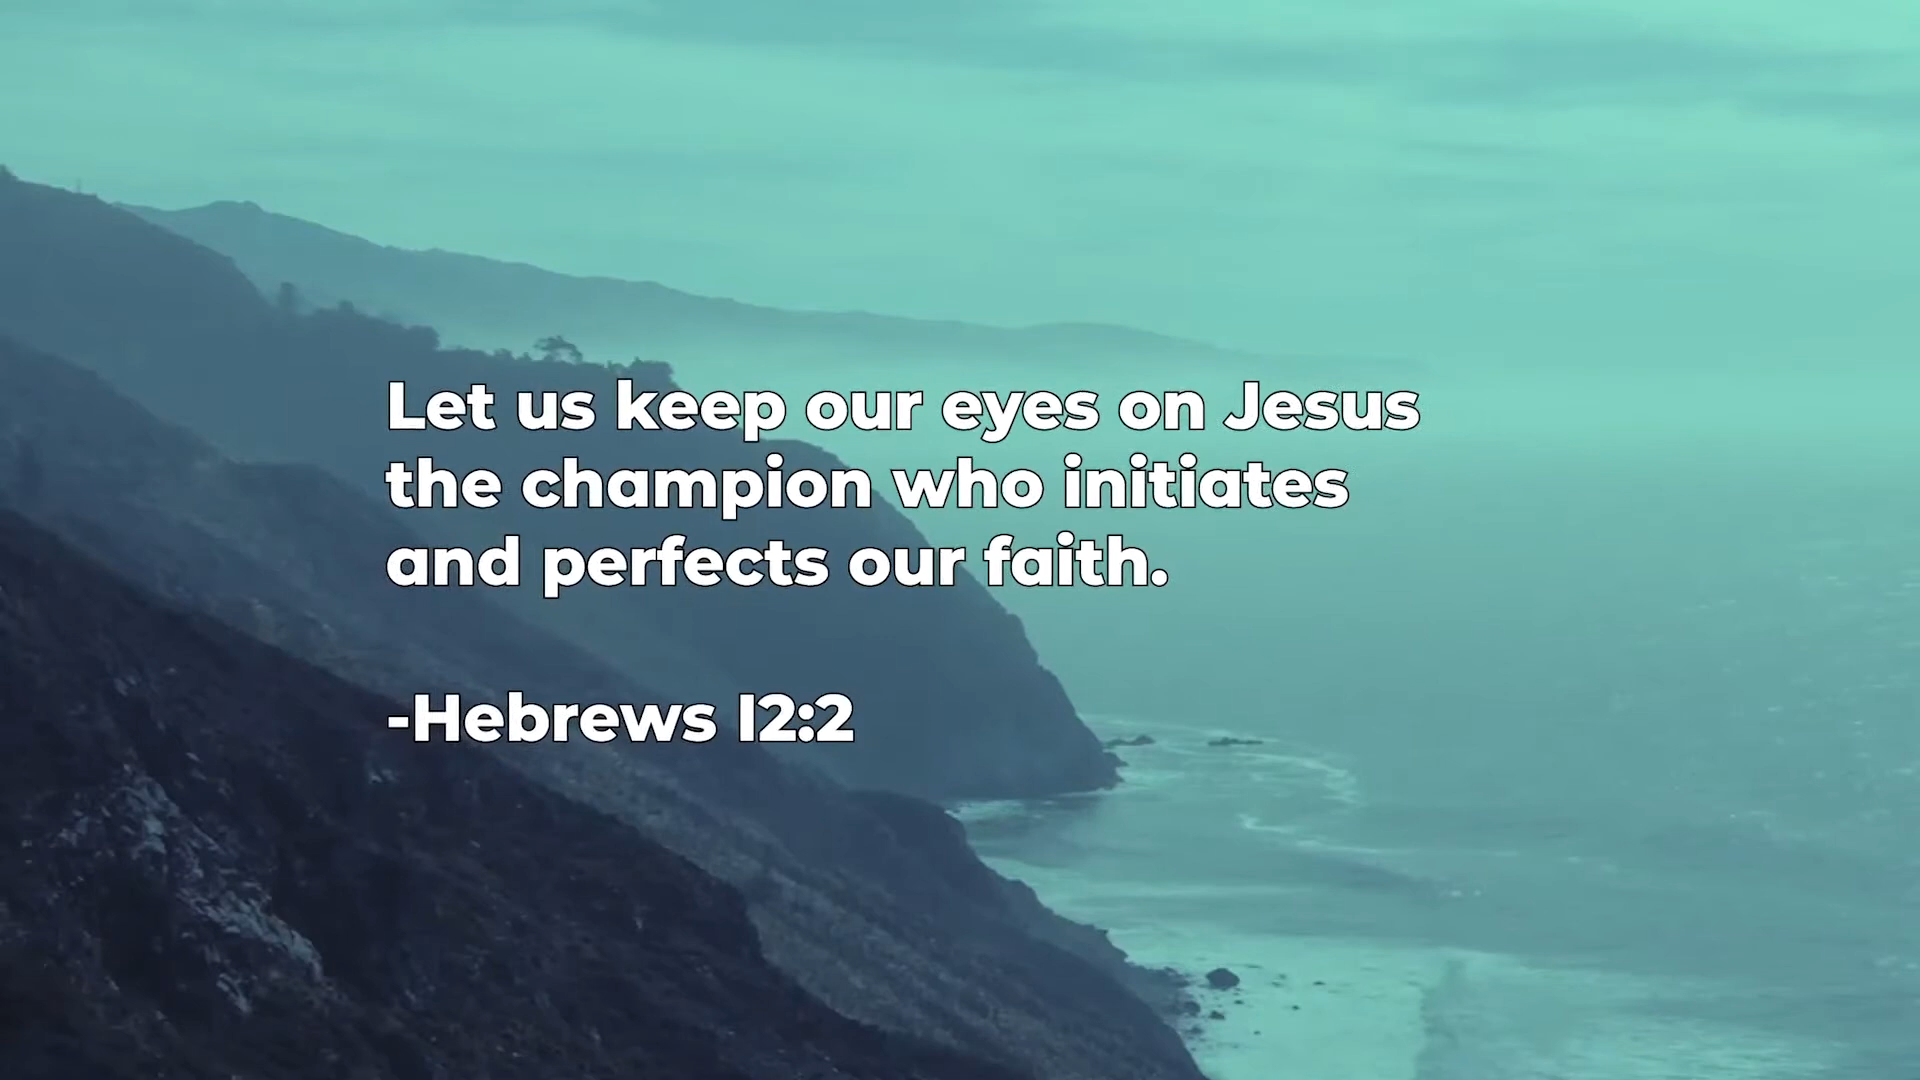 Let us keep our eyes on Jesus
the champion who initiates
and perfects our faith.
-Hebrews 12:2